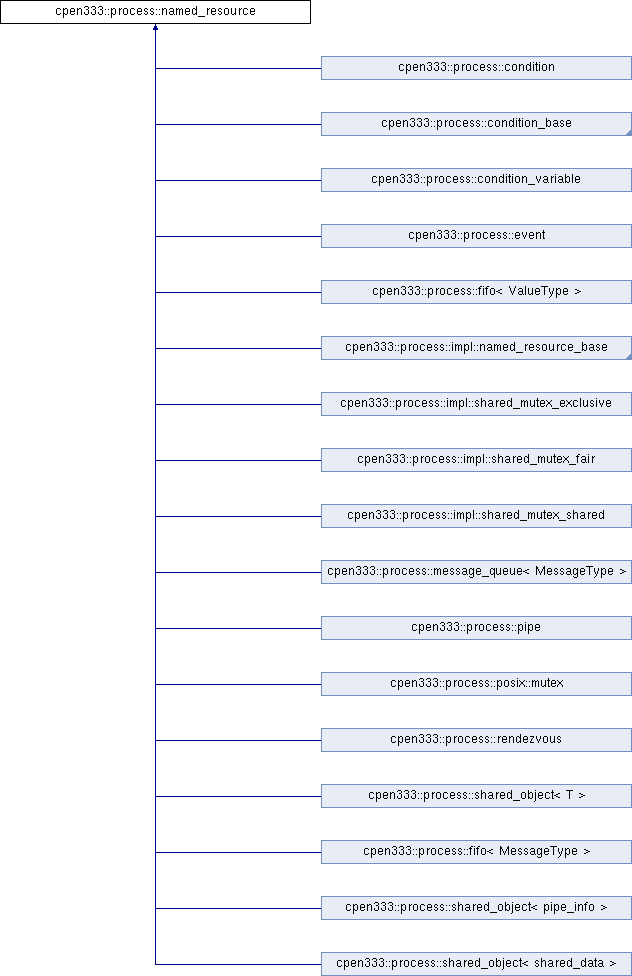 cpen333::process::named_resource
cpen333::process::condition
cpen333::process::condition_base
cpen333::process::condition_variable
cpen333::process::event
cpen333::process::fifo< ValueType >
cpen333::process::impl::named_resource_base
cpen333::process::impl::shared_mutex_exclusive
cpen333::process::impl::shared_mutex_fair
cpen333::process::impl::shared_mutex_shared
cpen333::process::message_queue< MessageType >
cpen333::process::pipe
cpen333::process::posix::mutex
cpen333::process::rendezvous
cpen333::process::shared_object< T >
cpen333::process::fifo< MessageType >
cpen333::process::shared_object< pipe_info >
cpen333::process::shared_object< shared_data >